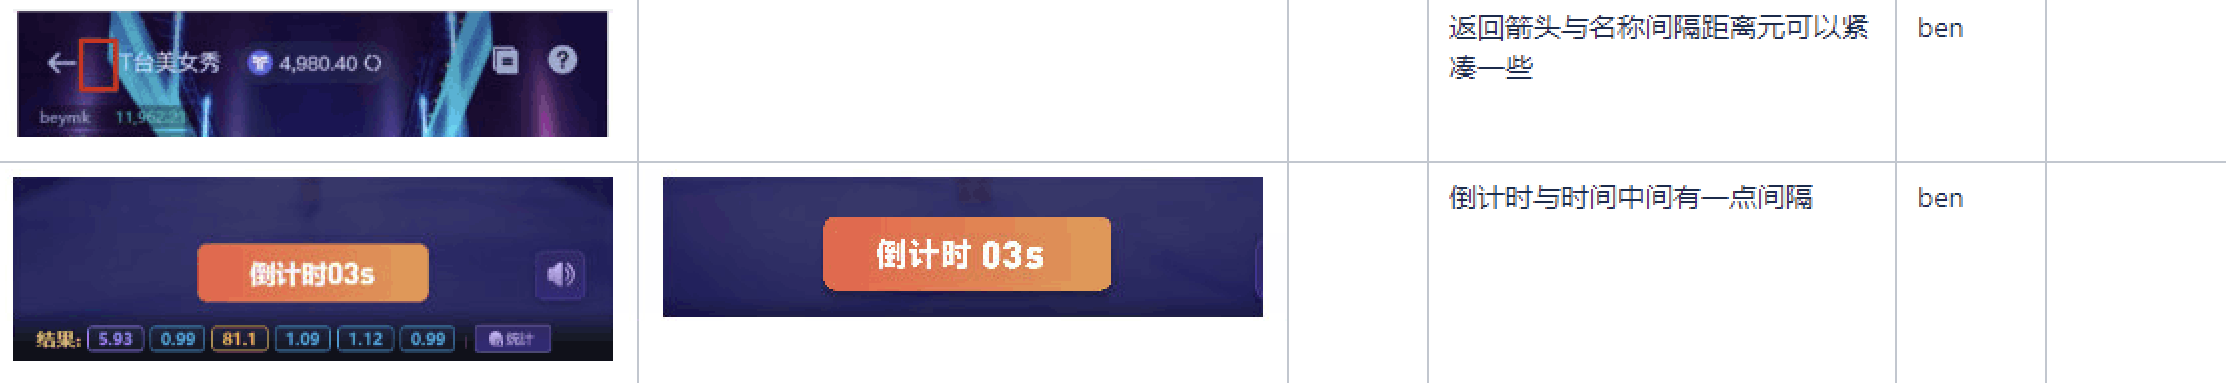 T台美女秀 4,980.40
beymk 11,962.21
返回箭头与名称间隔距离元可以紧
凑一些
ben
倒计时03s
结果: 5.93 0.99 81.1 1.09 1.12 0.99 统计
倒计时 03s
倒计时与时间中间有一点间隔
ben